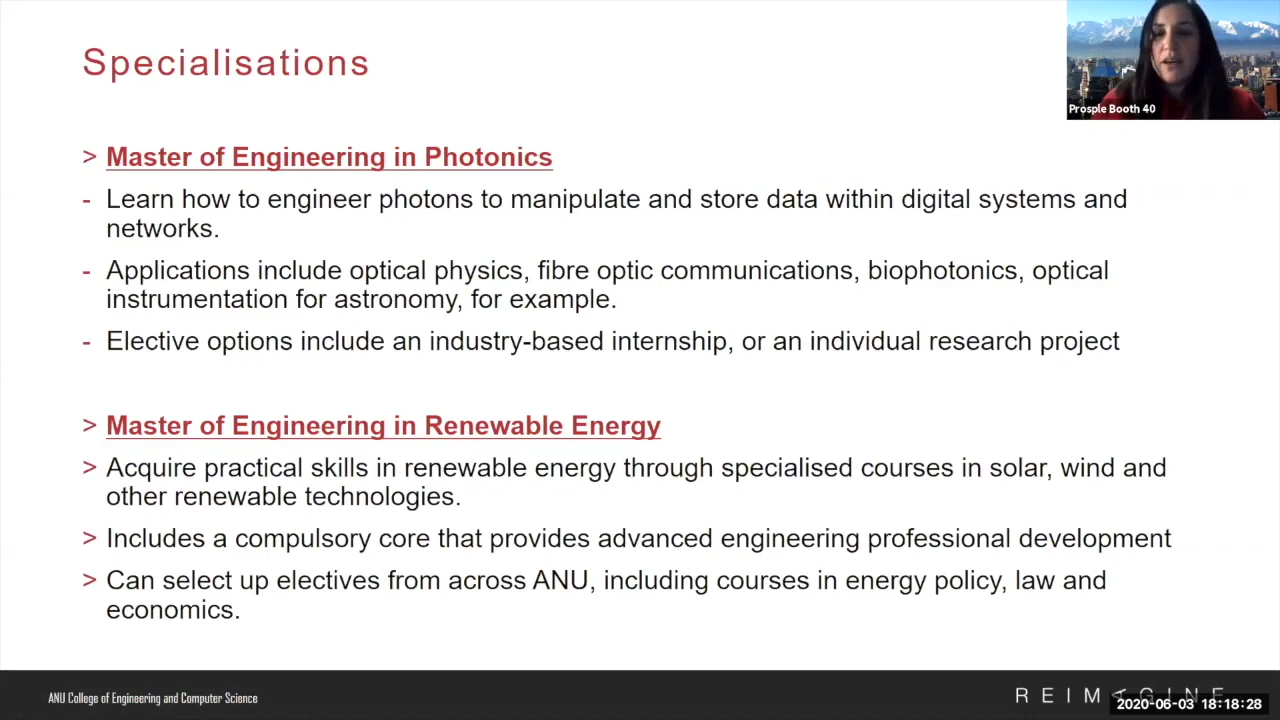 Specialisations
Prosple Booth 40
> Master of Engineering in Photonics
- Learn how to engineer photons to manipulate and store data within digital systems and
networks.
- Applications include optical physics, fibre optic communications, biophotonics, optical
instrumentation for astronomy, for example.
- Elective options include an industry-based internship, or an individual research project
> Master of Engineering in Renewable Energy
> Acquire practical skills in renewable energy through specialised courses in solar, wind and
other renewable technologies.
> Includes a compulsory core that provides advanced engineering professional development
> Can select up electives from across ANU, including courses in energy policy, law and
economics.
ANU College of Engineering and Computer Science
REIMAGINE
2020-06-03 18:18:28